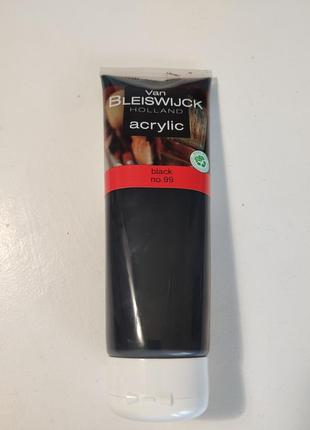 Van
BLEISWIJCK
HOLLAND
acrylic
black
no.99